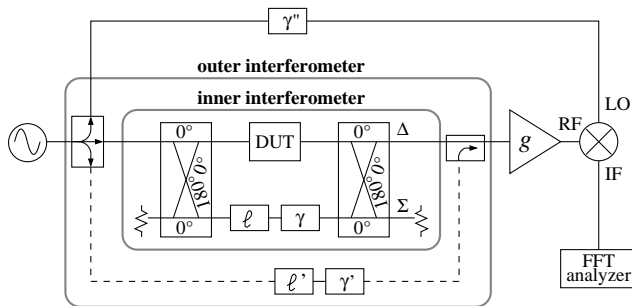 γ"
outer interferometer
inner interferometer
LO
0° DUT 0° Δ
RF
g
180° 0° 180° 0°
IF
Σ
0° ℓ γ 0°
FFT
analyzer
ℓ' γ'